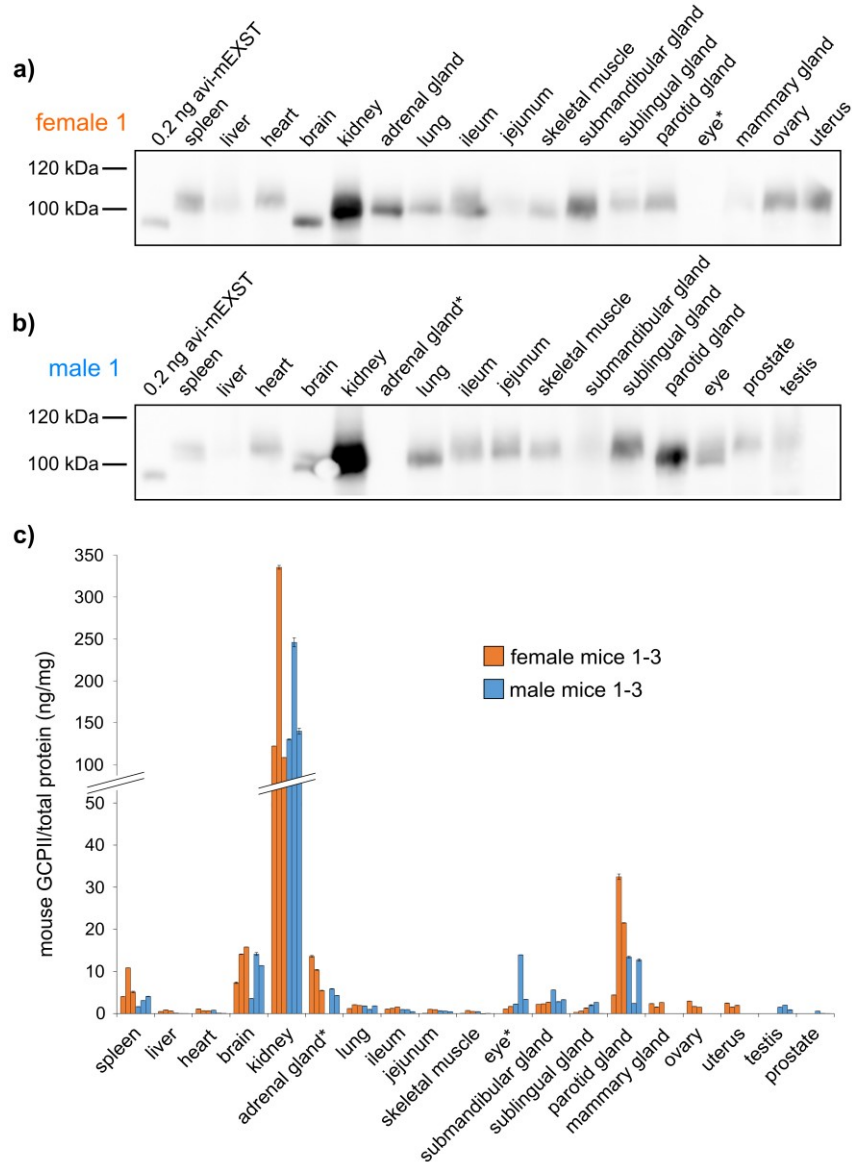 a)
female 1
0.2 ng avi-mEXST
spleen
liver
heart
brain
kidney
adrenal gland
lung
ileum
jejunum
skeletal muscle
submandibular gland
sublingual gland
parotid gland
eye*
mammary gland
ovary
uterus
120 kDa
100 kDa
b)
male 1
0.2 ng avi-mEXST
spleen
liver
heart
brain
kidney
adrenal gland*
lung
ileum
jejunum
skeletal muscle
submandibular gland
sublingual gland
parotid gland
eye
prostate
testis
120 kDa
100 kDa
c)
mouse GCPII/total protein (ng/mg)
350
300
250
200
150
100
50
40
30
20
10
0
female mice 1-3
male mice 1-3
spleen
liver
heart
brain
kidney
adrenal gland*
lung
ileum
jejunum
skeletal muscle
eye*
submandibular gland
sublingual gland
parotid gland
mammary gland
ovary
uterus
testis
prostate